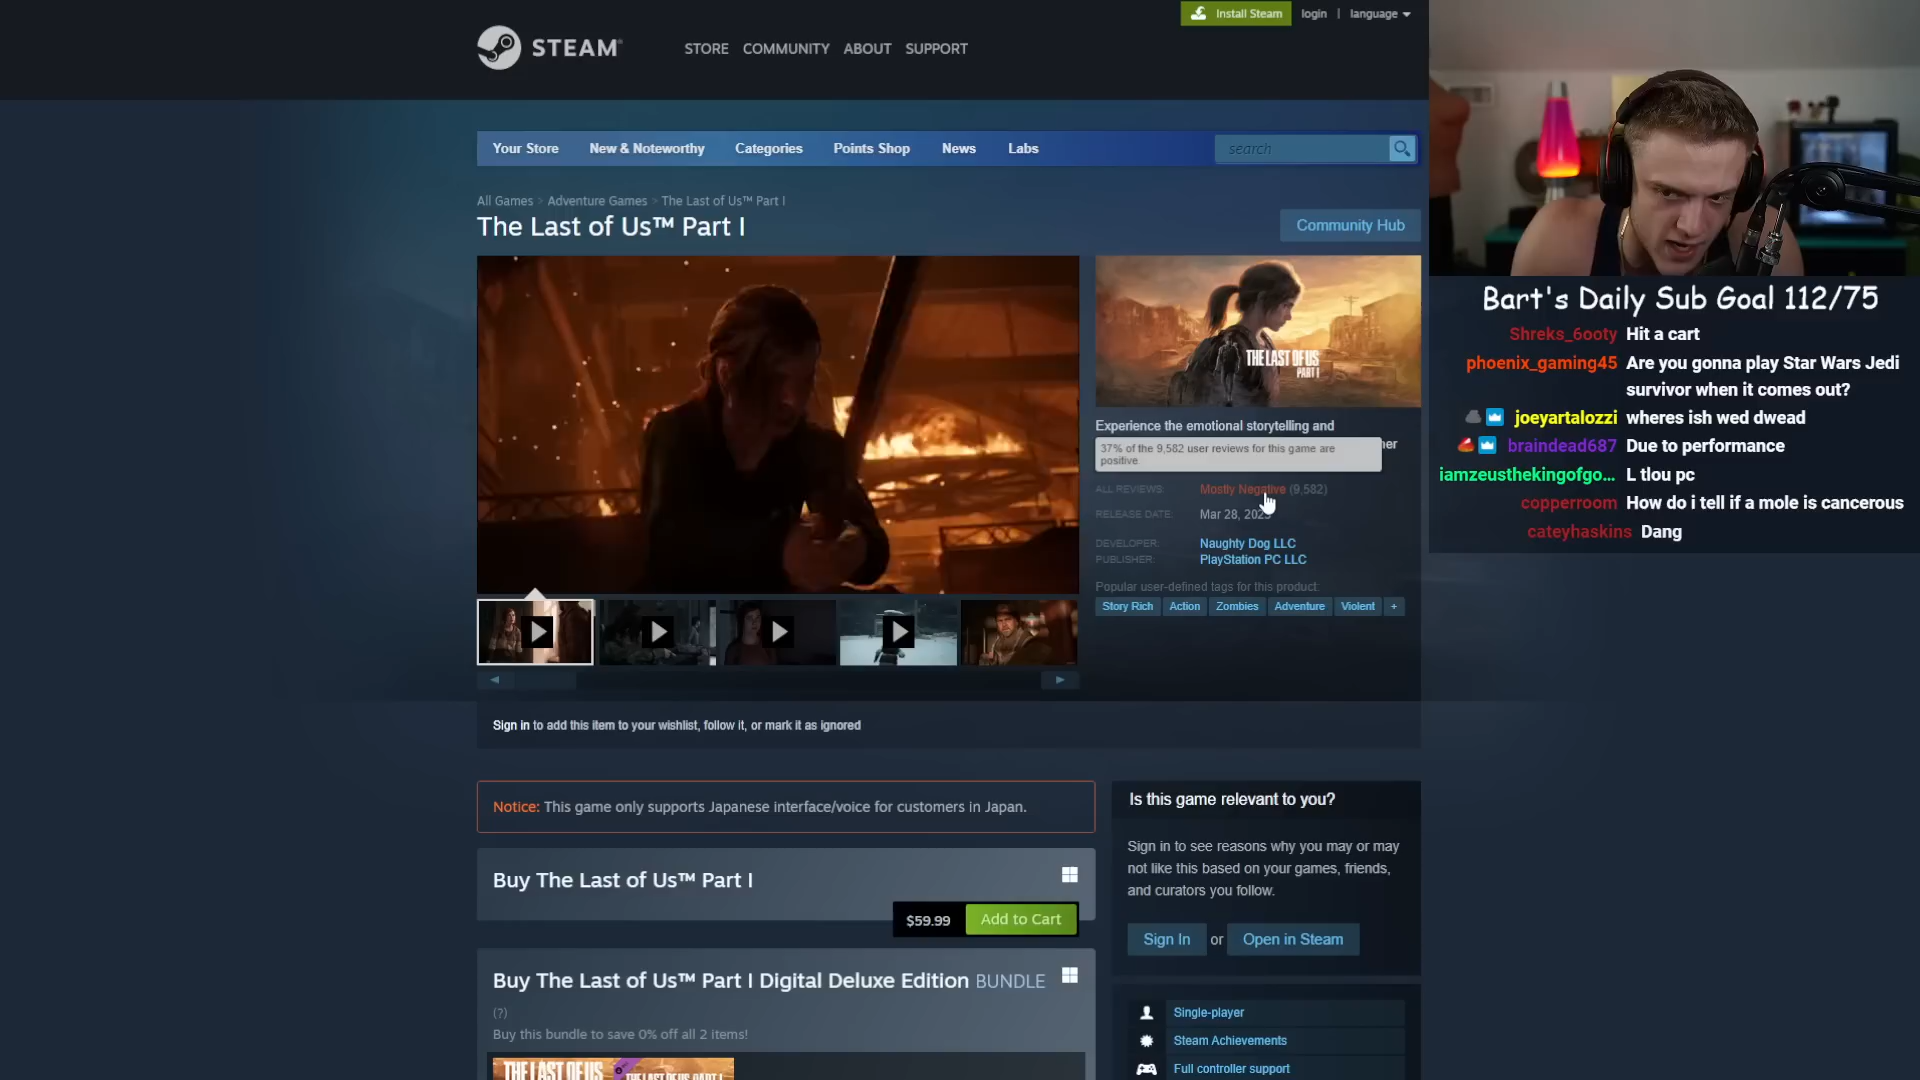 Install Steam
login | language
STEAM
STORE COMMUNITY ABOUT SUPPORT
Your Store New & Noteworthy Categories Points Shop News Labs search
All Games > Adventure Games > The Last of Us™ Part I
The Last of Us™ Part I
Community Hub
THE LAST OF US
PART I
Experience the emotional storytelling and
37% of the 9,582 user reviews for this game are
positive
ALL REVIEWS: Mostly Negative (9,582)
RELEASE DATE: Mar 28, 2023
DEVELOPER: Naughty Dog LLC
PUBLISHER: PlayStation PC LLC
Popular user-defined tags for this product:
Story Rich Action Zombies Adventure Violent +
Sign in to add this item to your wishlist, follow it, or mark it as ignored
Notice: This game only supports Japanese interface/voice for customers in Japan.
Buy The Last of Us™ Part I
$59.99 Add to Cart
Buy The Last of Us™ Part I Digital Deluxe Edition BUNDLE
(?)
Buy this bundle to save 0% off all 2 items!
THE LAST OF US THE LAST OF US
Is this game relevant to you?
Sign in to see reasons why you may or may
not like this based on your games, friends,
and curators you follow.
Sign In or Open in Steam
Single-player
Steam Achievements
Full controller support
Bart's Daily Sub Goal 112/75
Shreks_6ooty Hit a cart
phoenix_gaming45 Are you gonna play Star Wars Jedi
survivor when it comes out?
joeyartalozzi wheres ish wed dwead
braindead687 Due to performance
iamzeusthekingofgo... L tlou pc
copperroom How do i tell if a mole is cancerous
cateyhaskins Dang